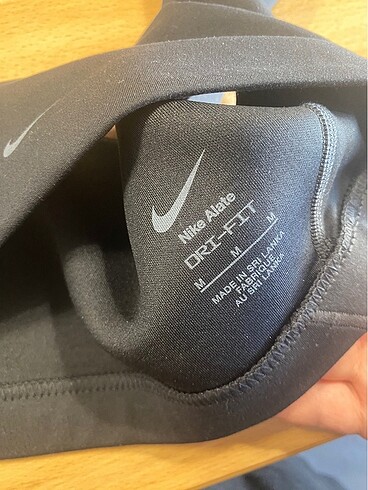 Nike Alate
DRI-FIT
M M M
MADE IN SRI LANKA
FABRIQUÉ
AU SRI LANKA